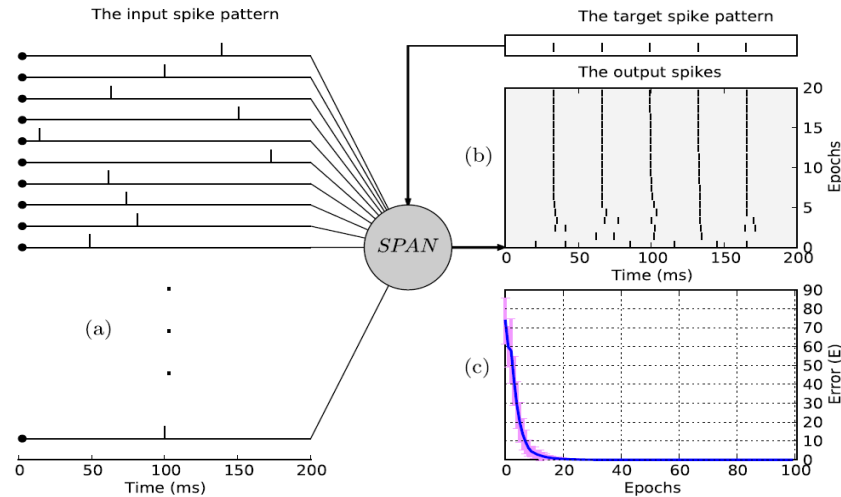 The input spike pattern
The target spike pattern
The output spikes
20
15
10
5
0
Epochs
(b)
0 50 100 150 200
Time (ms)
SPAN
(a)
(c)
90
80
70
60
50
40
30
20
10
0
Error (E)
0 20 40 60 80 100
Epochs
0 50 100 150 200
Time (ms)